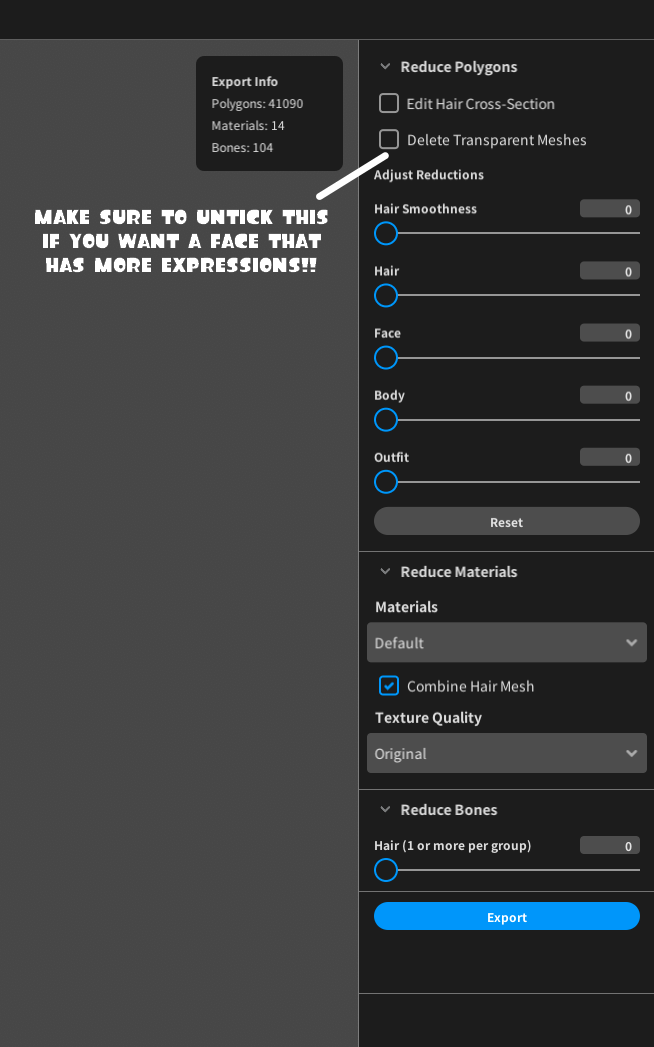 Export Info
Polygons: 41090
Materials: 14
Bones: 104
MAKE SURE TO UNTICK THIS
IF YOU WANT A FACE THAT
HAS MORE EXPRESSIONS!!
Reduce Polygons
Edit Hair Cross-Section
Delete Transparent Meshes
Adjust Reductions
Hair Smoothness 0
Hair 0
Face 0
Body 0
Outfit 0
Reset
Reduce Materials
Materials
Default
Combine Hair Mesh
Texture Quality
Original
Reduce Bones
Hair (1 or more per group) 0
Export